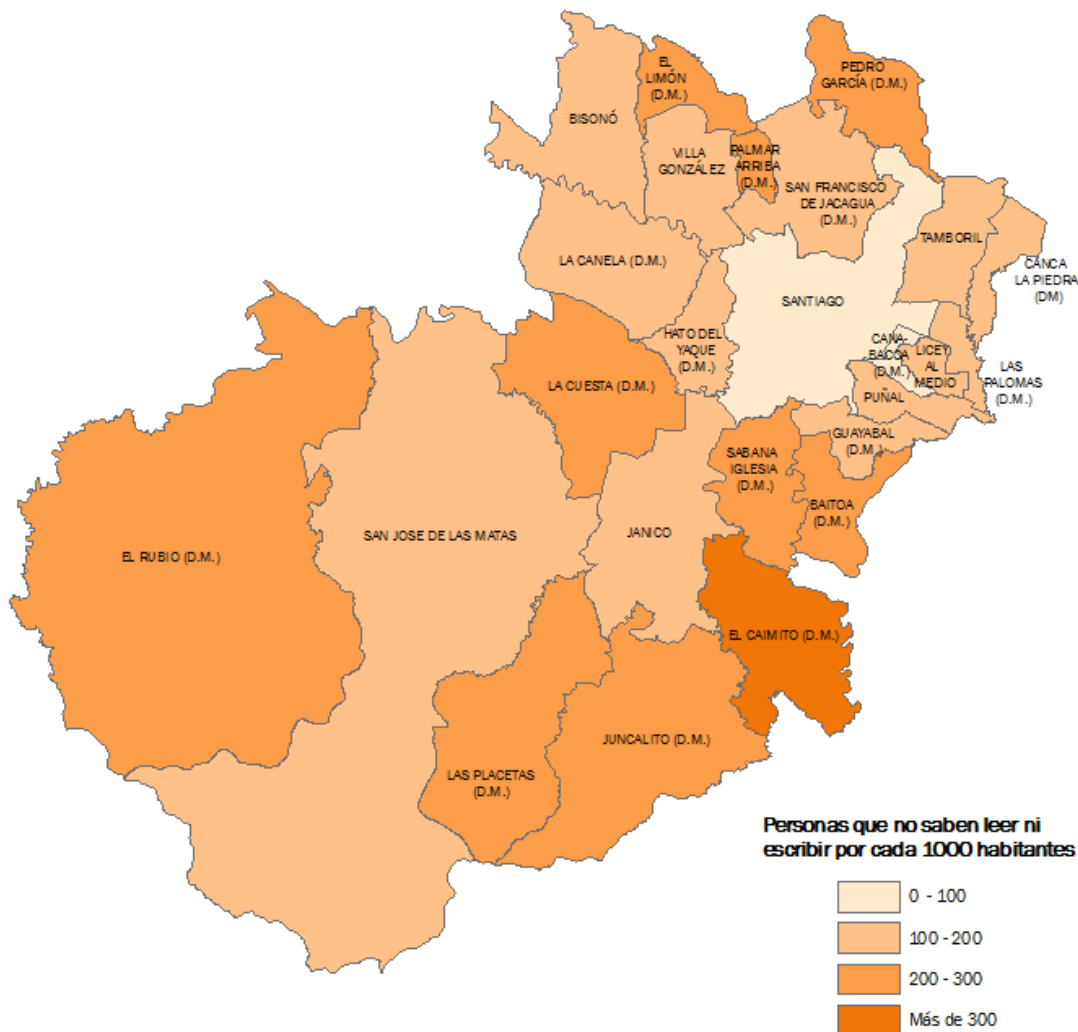 EL
LIMÓN
(D.M.)
PEDRO
GARCÍA (D.M.)
BISONÓ
VILLA
GONZÁLEZ
PALMAR
ARRIBA
(D.M.)
SAN FRANCISCO
DE JACAGUA
(D.M.)
TAMBORIL
LA CANELA (D.M.)
CANCA
LA PIEDRA
(DM)
SANTIAGO
HATO DEL
YAQUE
(D.M.)
CANA-
BACOA
(D.M.)
LICEY
AL
MEDIO
LAS
PALOMAS
(D.M.)
LA CUESTA (D.M.)
PUÑAL
GUAYABAL
(D.M.)
SABANA
IGLESIA
(D.M.)
BAITOA
(D.M.)
SAN JOSE DE LAS MATAS
JANICO
EL RUBIO (D.M.)
EL CAIMITO (D.M.)
JUNCALITO (D.M.)
LAS PLACETAS
(D.M.)
Personas que no saben leer ni
escribir por cada 1000 habitantes
0 - 100
100 - 200
200 - 300
Más de 300